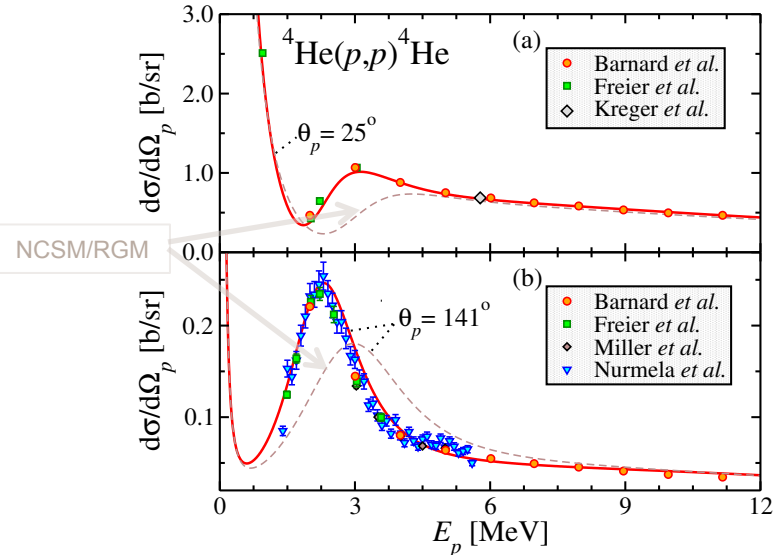 3.0
2.0
1.0
0.0
dσ/dΩp [b/sr]
⁴He(p,p)⁴He
(a)
Barnard et al.
Freier et al.
Kreger et al.
θp = 25°
NCSM/RGM
0.0
0.2
0.1
dσ/dΩp [b/sr]
(b)
Barnard et al.
Freier et al.
Miller et al.
Nurmela et al.
θp = 141°
0 3 6 9 12
Ep [MeV]